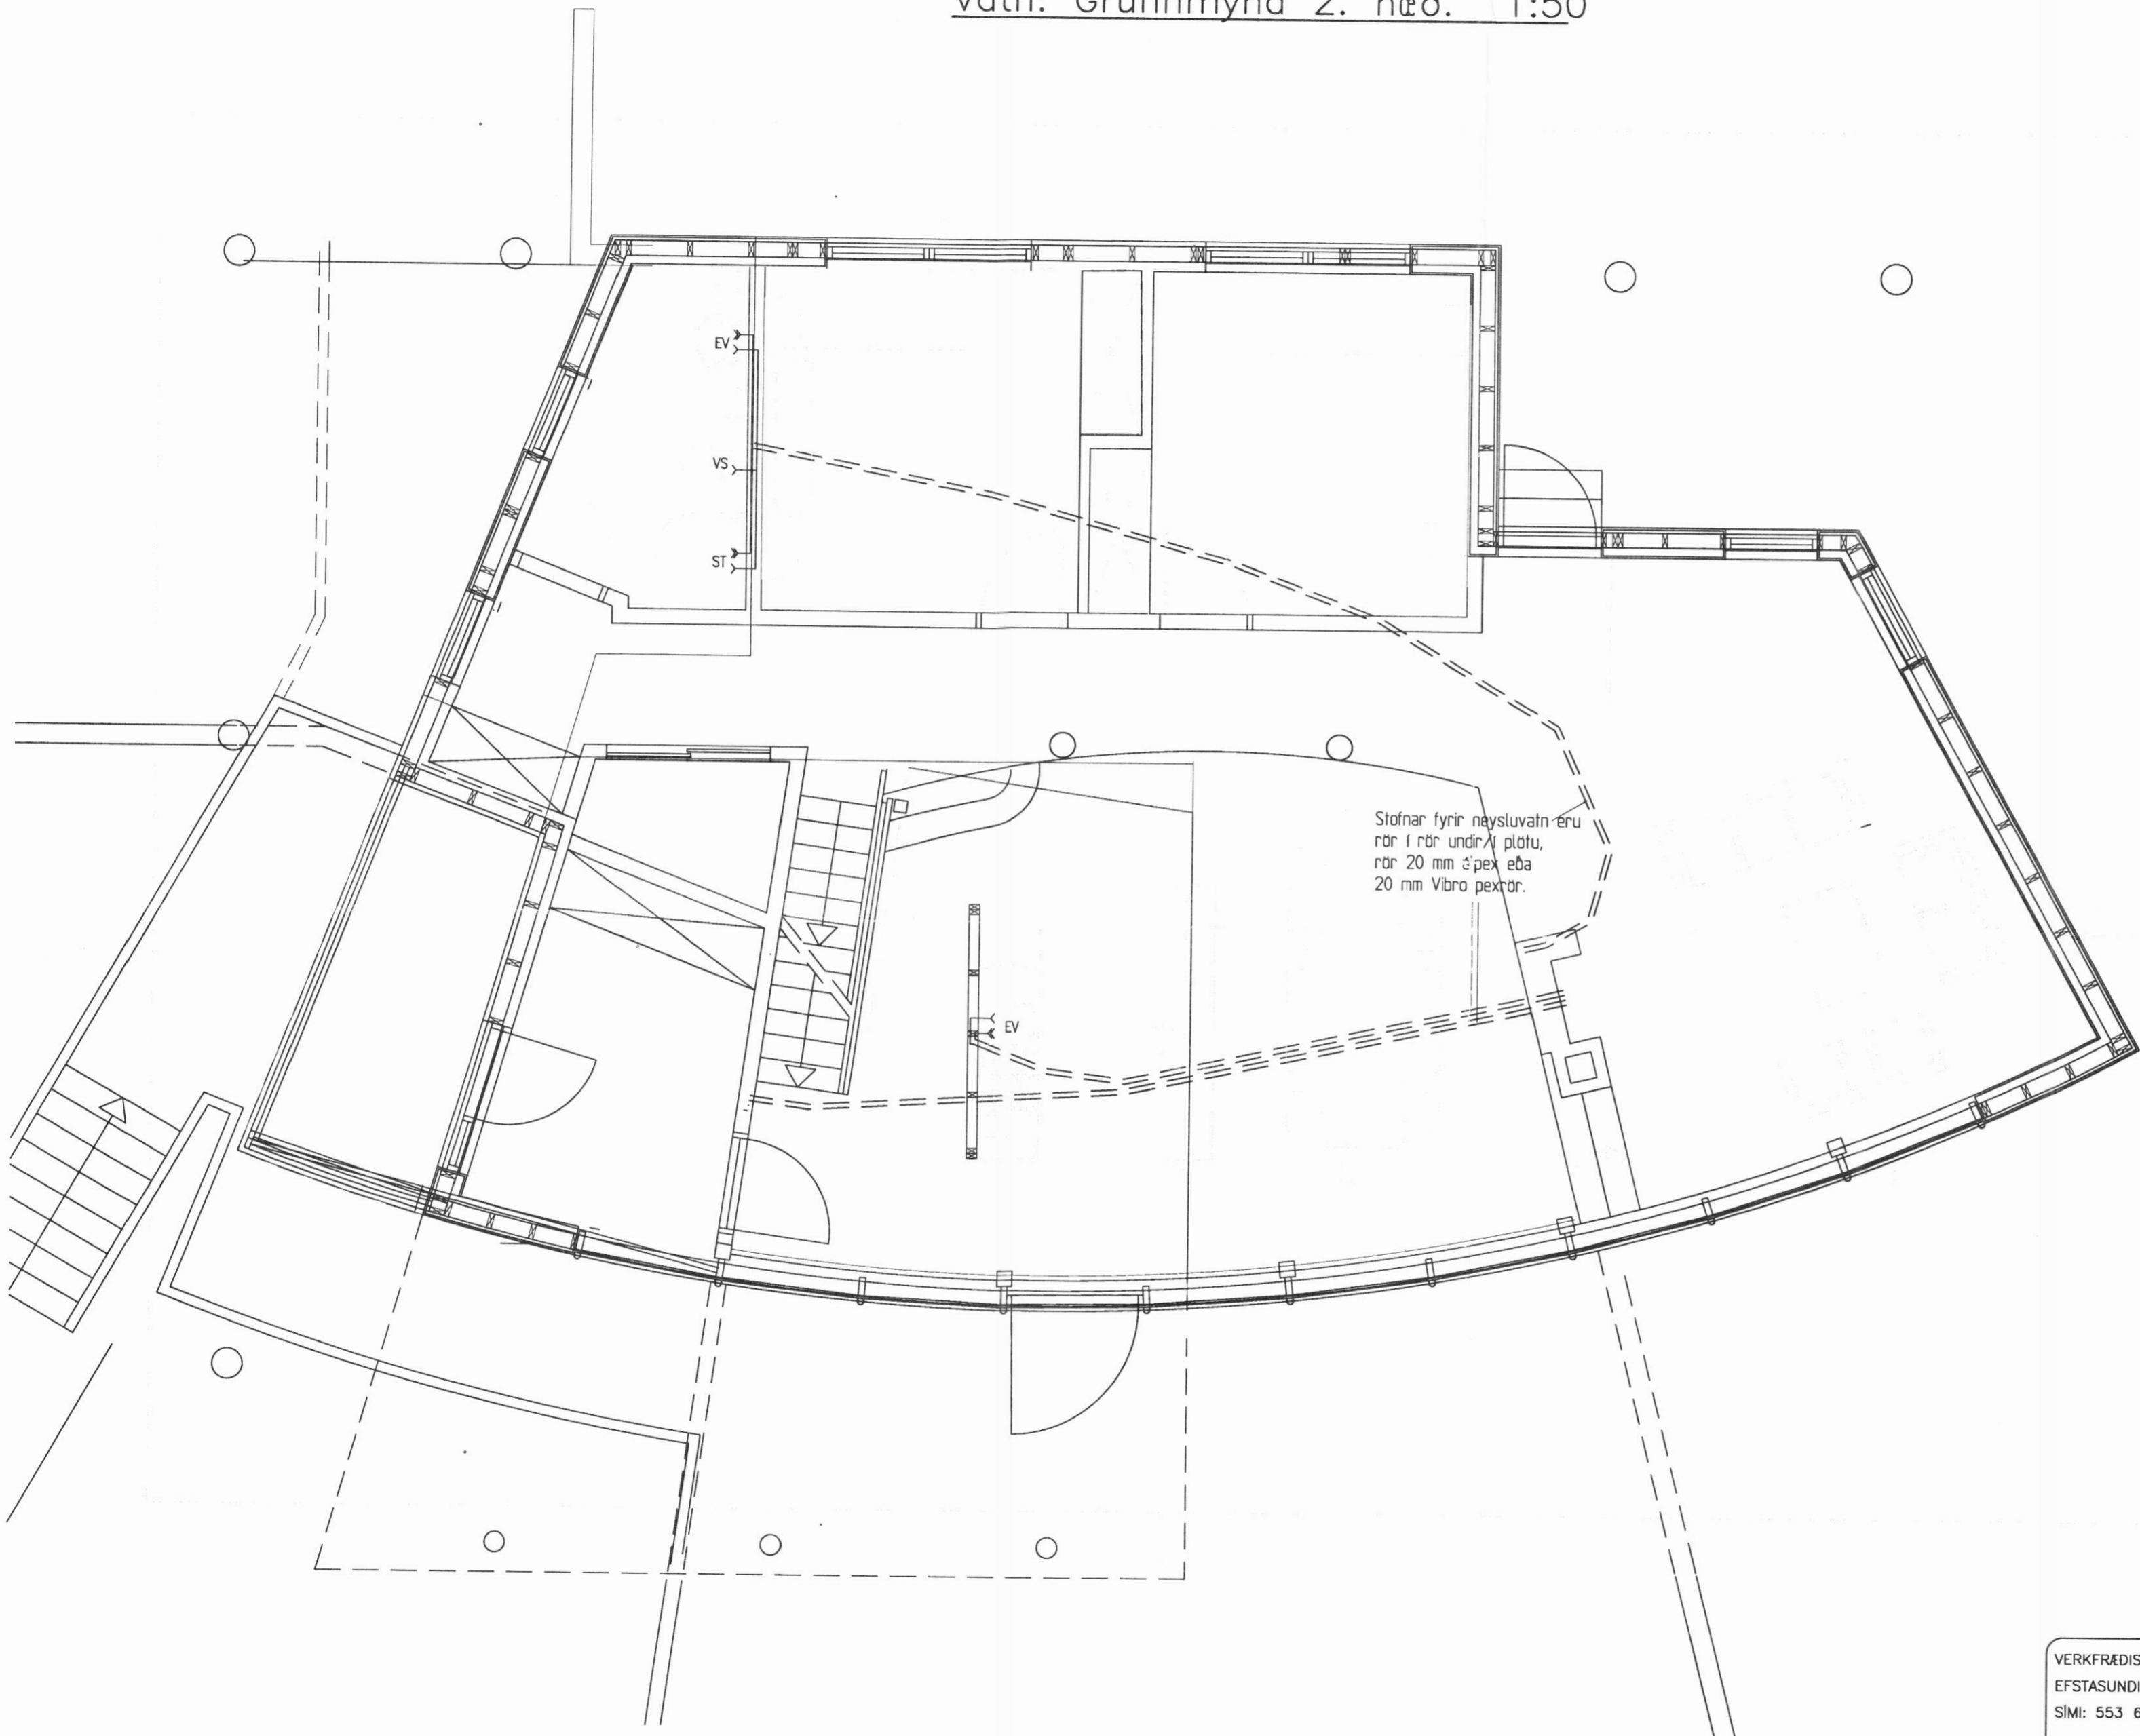 Vatn. Grunnmynd 2. hæð. 1:50
EV
VS
ST
Stofnar fyrir neysluvatn eru
rör í rör undir/í plötu,
rör 20 mm pex eða
20 mm Vibro pexrör.
EV
VERKFRÆÐIS
EFSTASUNDI
SÍMI: 553 6